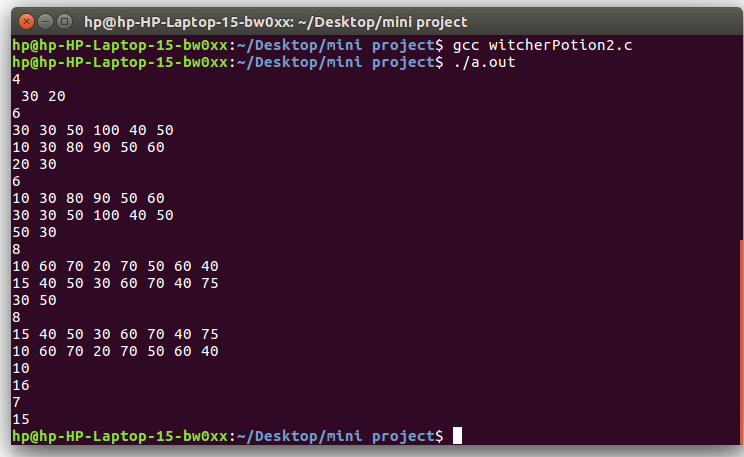 hp@hp-HP-Laptop-15-bw0xx: ~/Desktop/mini project
hp@hp-HP-Laptop-15-bw0xx:~/Desktop/mini project$ gcc witcherPotion2.c
hp@hp-HP-Laptop-15-bw0xx:~/Desktop/mini project$ ./a.out
4
 30 20
6
30 30 50 100 40 50
10 30 80 90 50 60
20 30
6
10 30 80 90 50 60
30 30 50 100 40 50
50 30
8
10 60 70 20 70 50 60 40
15 40 50 30 60 70 40 75
30 50
8
15 40 50 30 60 70 40 75
10 60 70 20 70 50 60 40
10
16
7
15
hp@hp-HP-Laptop-15-bw0xx:~/Desktop/mini project$